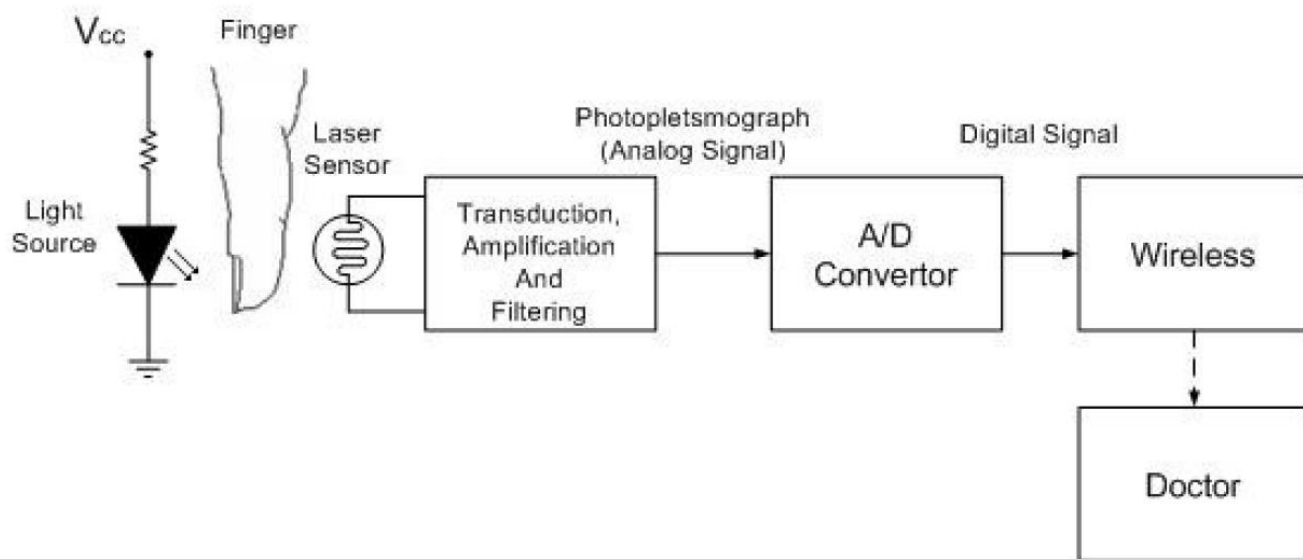 Vcc
Finger
Light
Source
Laser
Sensor
Transduction,
Amplification
And
Filtering
Photopletsmograph
(Analog Signal)
A/D
Convertor
Digital Signal
Wireless
Doctor